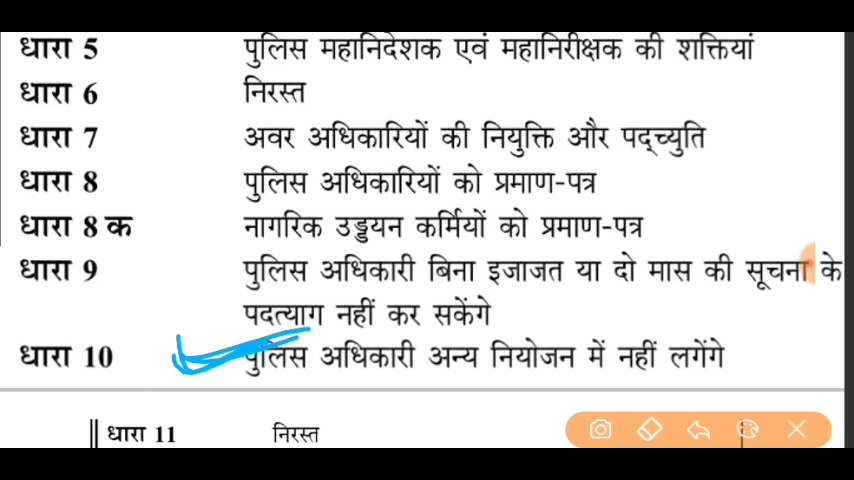 धारा 5 पुलिस महानिदेशक एवं महानिरीक्षक की शक्तियां
धारा 6 निरस्त
धारा 7 अवर अधिकारियों की नियुक्ति और पद्च्युति
धारा 8 पुलिस अधिकारियों को प्रमाण-पत्र
धारा 8 क नागरिक उड्डयन कर्मियों को प्रमाण-पत्र
धारा 9 पुलिस अधिकारी बिना इजाजत या दो मास की सूचना के
पदत्याग नहीं कर सकेंगे
धारा 10 पुलिस अधिकारी अन्य नियोजन में नहीं लगेंगे
धारा 11 निरस्त